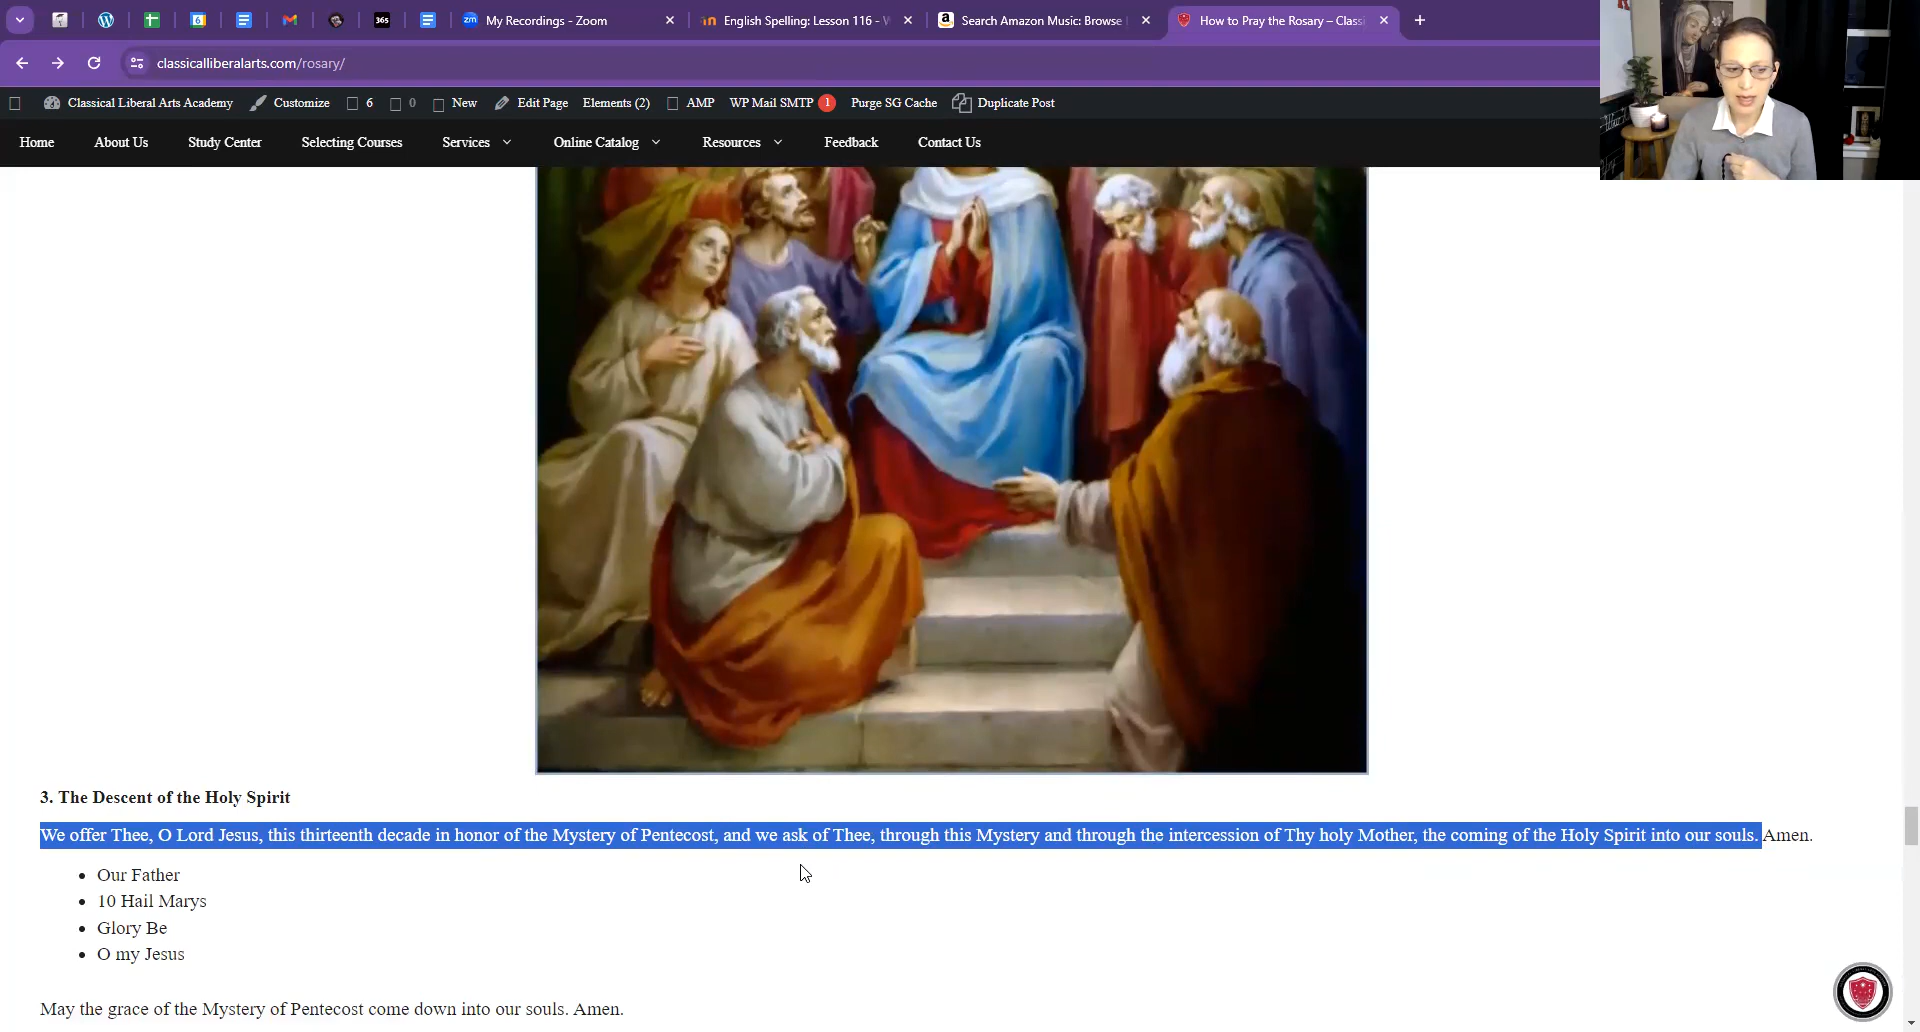 My Recordings - Zoom
English Spelling: Lesson 116 -
Search Amazon Music: Browse
How to Pray the Rosary – Classi
365
classicalliberalarts.com/rosary/
Classical Liberal Arts Academy Customize 6 0 New Edit Page Elements (2) AMP WP Mail SMTP 1 Purge SG Cache Duplicate Post
Home About Us Study Center Selecting Courses Services Online Catalog Resources Feedback Contact Us
3. The Descent of the Holy Spirit
We offer Thee, O Lord Jesus, this thirteenth decade in honor of the Mystery of Pentecost, and we ask of Thee, through this Mystery and through the intercession of Thy holy Mother, the coming of the Holy Spirit into our souls. Amen.
• Our Father
• 10 Hail Marys
• Glory Be
• O my Jesus
May the grace of the Mystery of Pentecost come down into our souls. Amen.